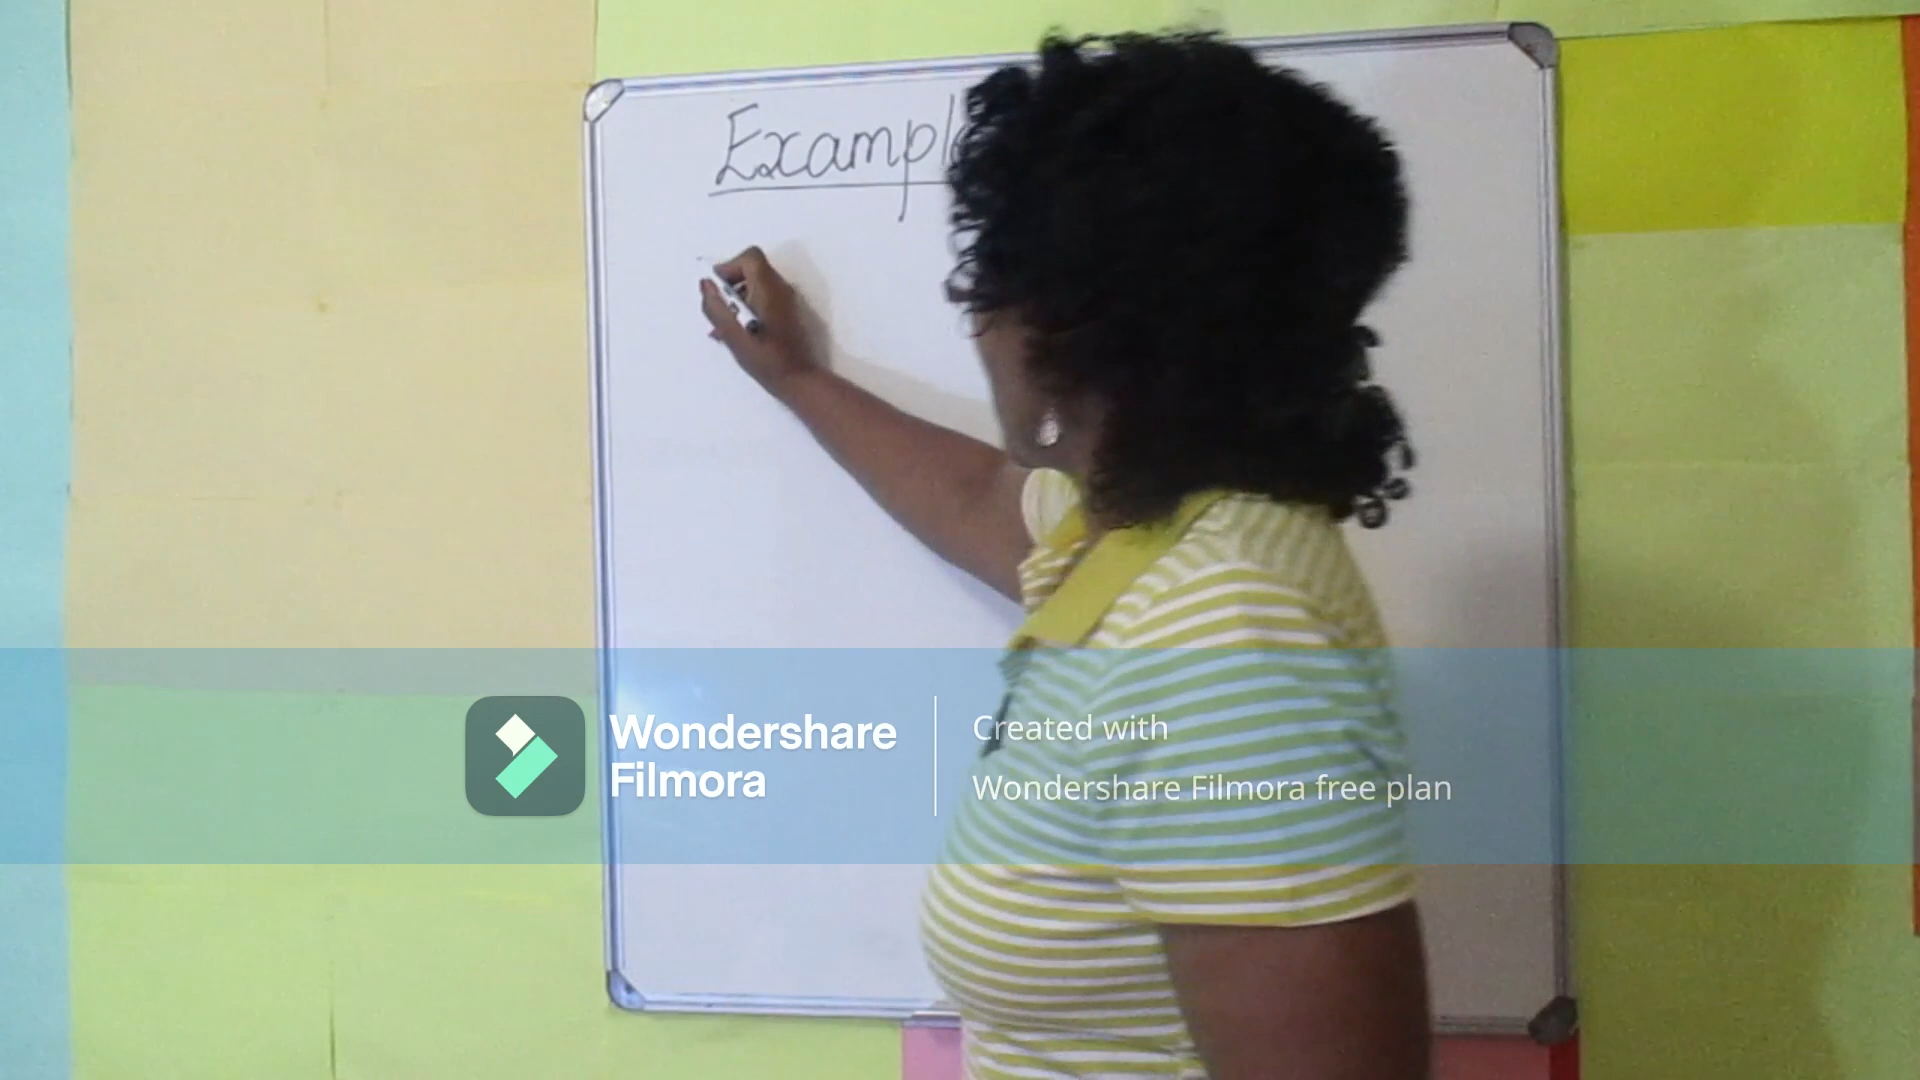 Exampl
Wondershare
Filmora
Created with
Wondershare Filmora free plan